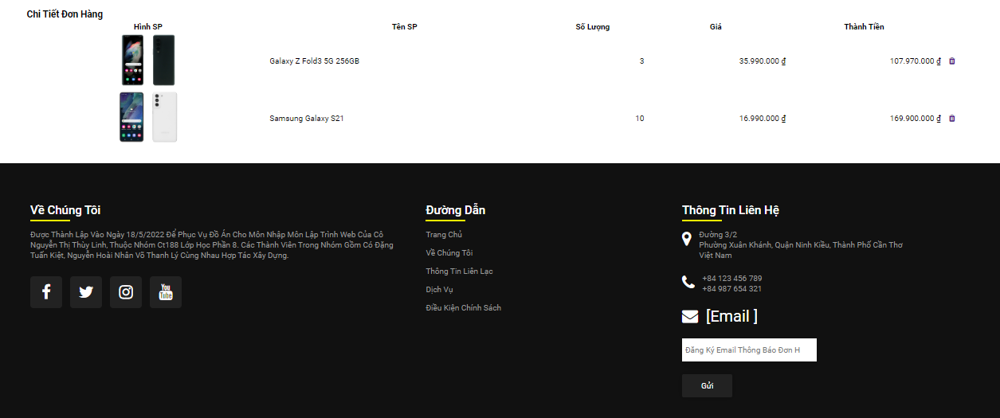 Chi Tiết Đơn Hàng
Hình SP Tên SP Số Lượng Giá Thành Tiền
Galaxy Z Fold3 5G 256GB 3 35.990.000 ₫ 107.970.000 ₫
Samsung Galaxy S21 10 16.990.000 ₫ 169.900.000 ₫
Về Chúng Tôi
Được Thành Lập Vào Ngày 18/5/2022 Để Phục Vụ Đồ Án Cho Môn Nhập Môn Lập Trình Web Của Cô
Nguyễn Thị Thùy Linh, Thuộc Nhóm Ct188 Lớp Học Phần 8. Các Thành Viên Trong Nhóm Gồm Có Đặng
Tuấn Kiệt, Nguyễn Hoài Nhân Võ Thanh Lý Cùng Nhau Hợp Tác Xây Dựng.
You
Tube
Đường Dẫn
Trang Chủ
Về Chúng Tôi
Thông Tin Liên Lạc
Dịch Vụ
Điều Kiện Chính Sách
Thông Tin Liên Hệ
Đường 3/2
Phường Xuân Khánh, Quận Ninh Kiều, Thành Phố Cần Thơ
Việt Nam
+84 123 456 789
+84 987 654 321
[Email ]
Đăng Ký Email Thông Báo Đơn H
Gửi